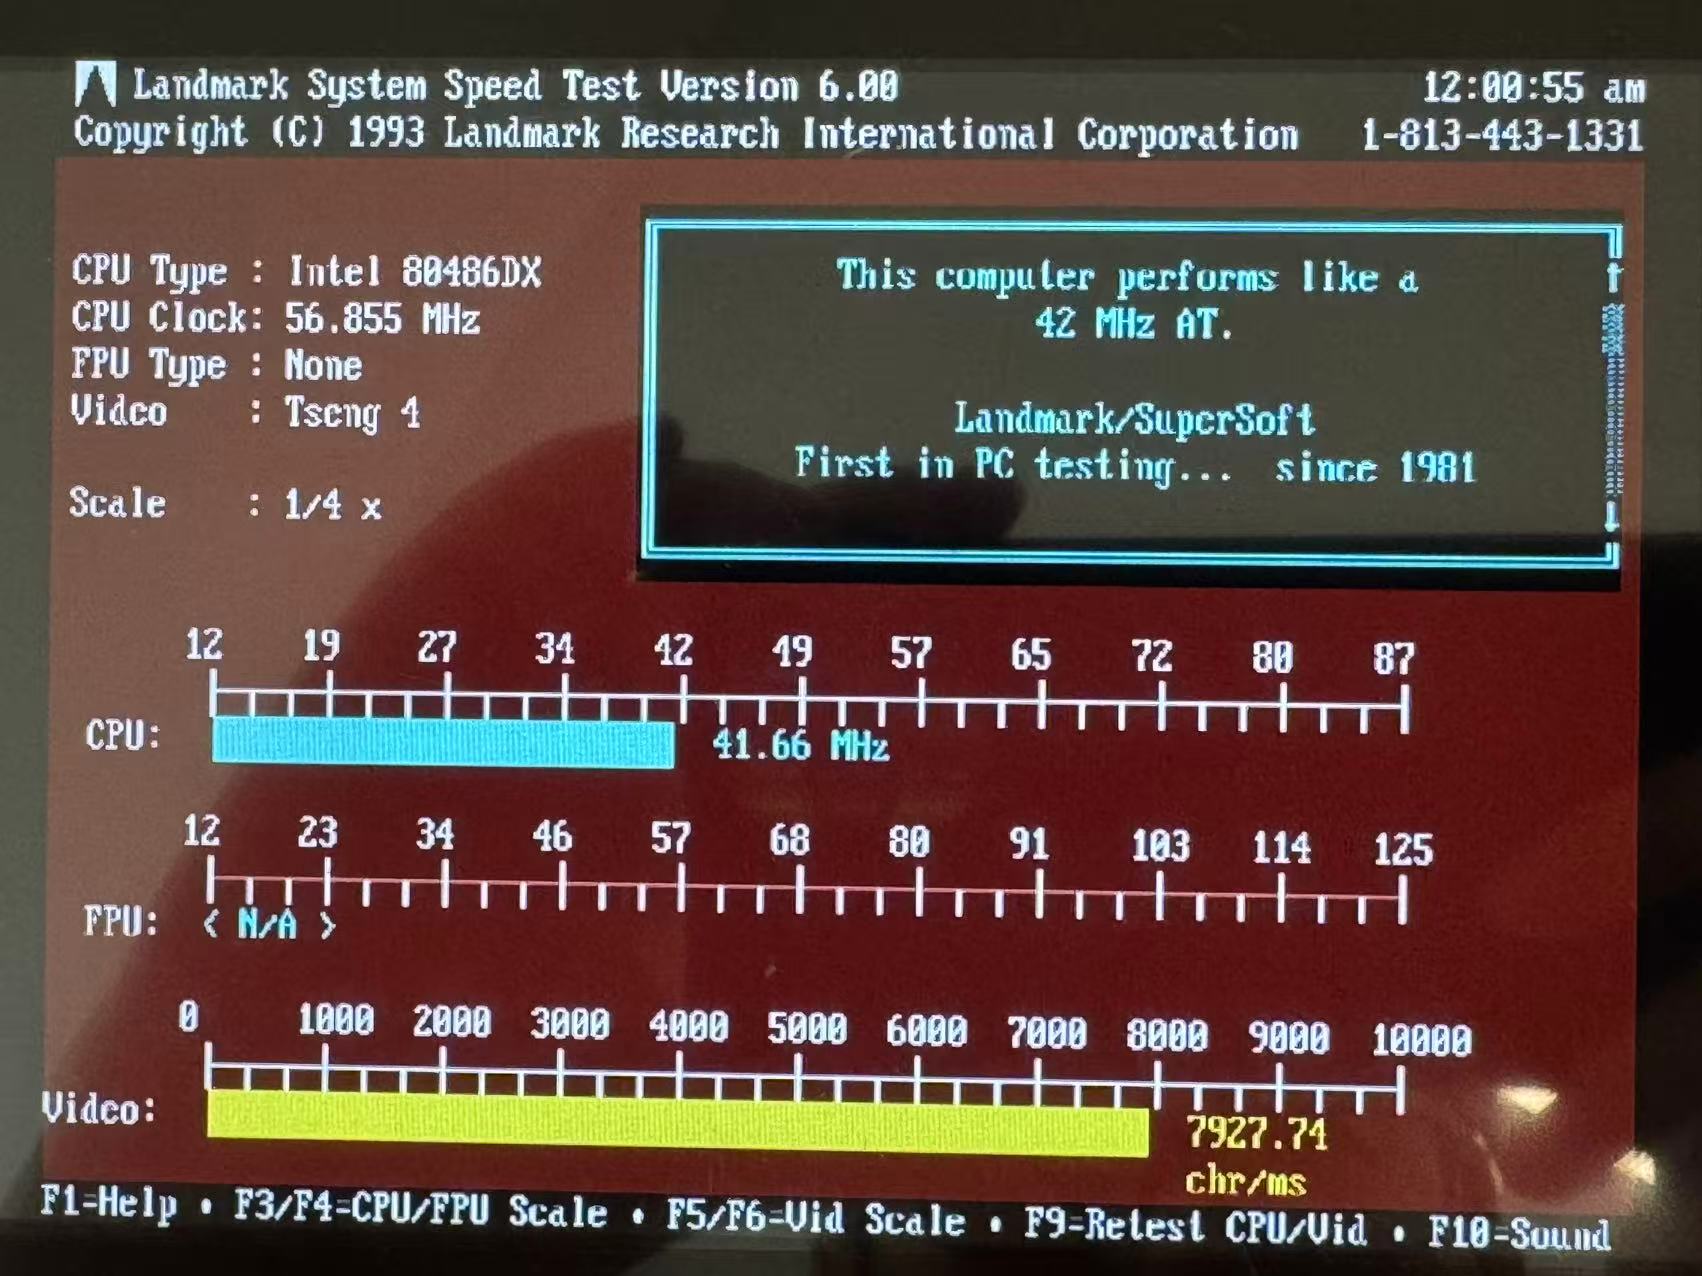 Landmark System Speed Test Version 6.00 12:00:55 am
Copyright (C) 1993 Landmark Research International Corporation 1-813-443-1331
CPU Type : Intel 80486DX
CPU Clock: 56.855 MHz
FPU Type : None
Video : Tseng 4
Scale : 1/4 x
This computer performs like a
42 MHz AT.
Landmark/SuperSoft
First in PC testing... since 1981
12 19 27 34 42 49 57 65 72 80 87
CPU: 41.66 MHz
12 23 34 46 57 68 80 91 103 114 125
FPU: < N/A >
0 1000 2000 3000 4000 5000 6000 7000 8000 9000 10000
Video: 7927.74
chr/ms
F1=Help • F3/F4=CPU/FPU Scale • F5/F6=Vid Scale • F9=Retest CPU/Vid • F10=Sound